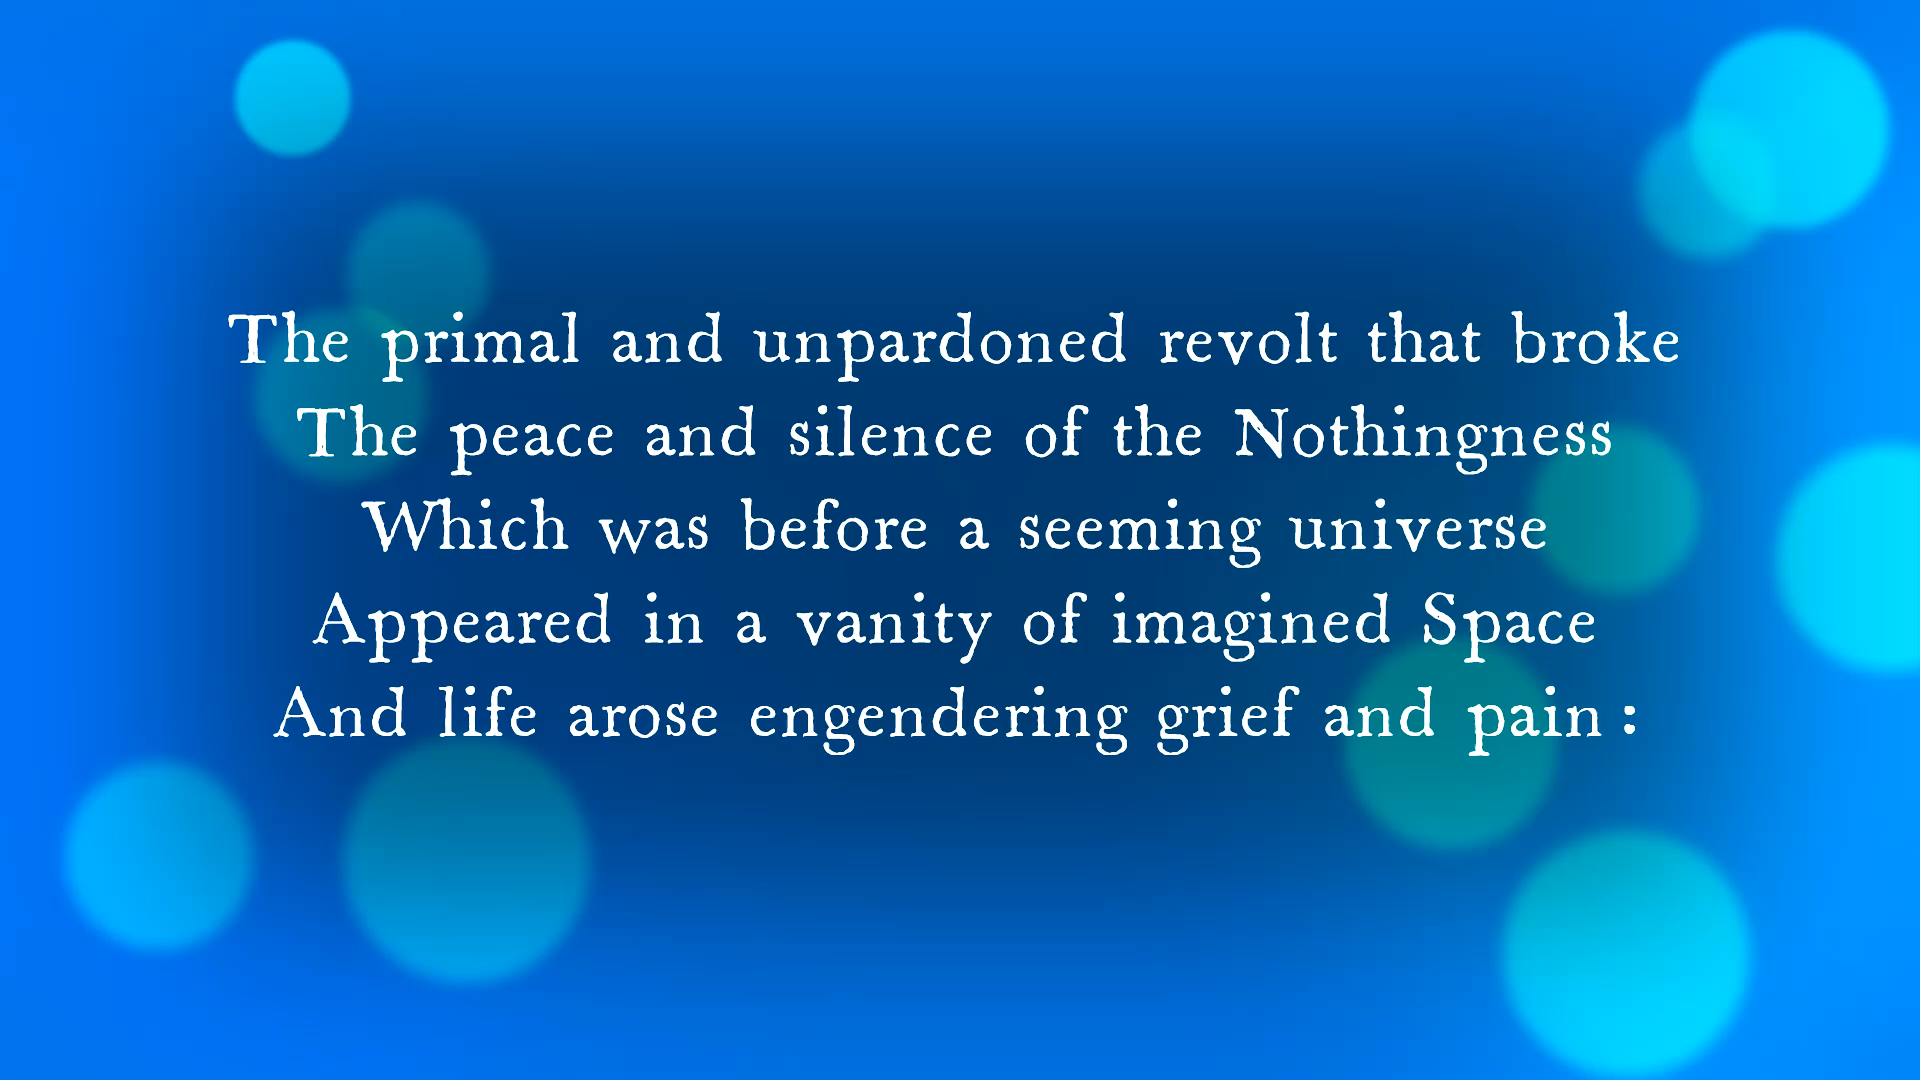 The primal and unpardoned revolt that broke
The peace and silence of the Nothingness
Which was before a seeming universe
Appeared in a vanity of imagined Space
And life arose engendering grief and pain :